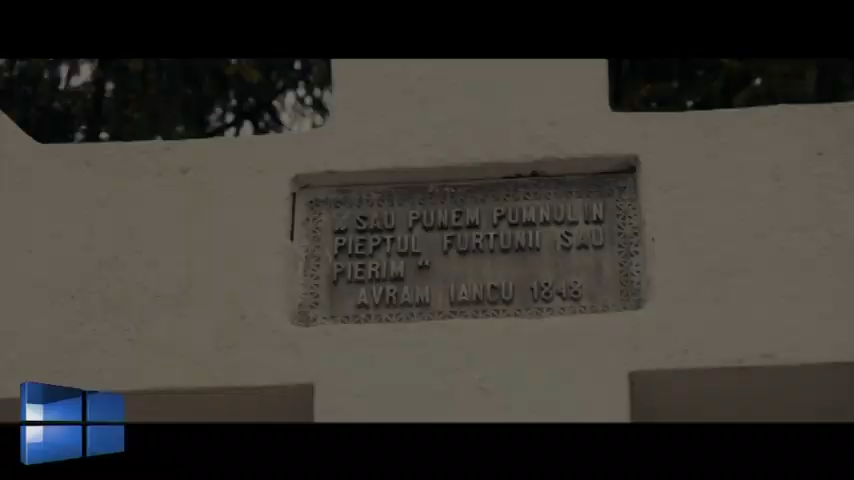 „SAU PUNEM PUMNUL IN
PIEPTUL FURTUNII SAU
PIERIM “
AVRAM IANCU 1848